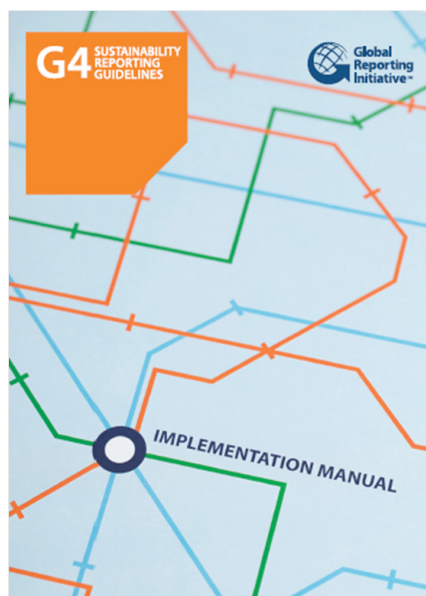 G4 SUSTAINABILITY
REPORTING
GUIDELINES
Global
Reporting
Initiative™
IMPLEMENTATION MANUAL